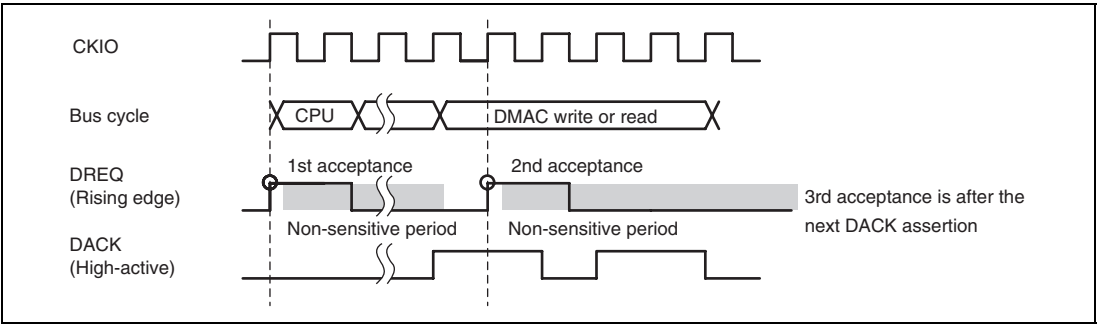 CKIO
Bus cycle
CPU
DMAC write or read
DREQ
(Rising edge)
1st acceptance
2nd acceptance
3rd acceptance is after the
next DACK assertion
Non-sensitive period
Non-sensitive period
DACK
(High-active)